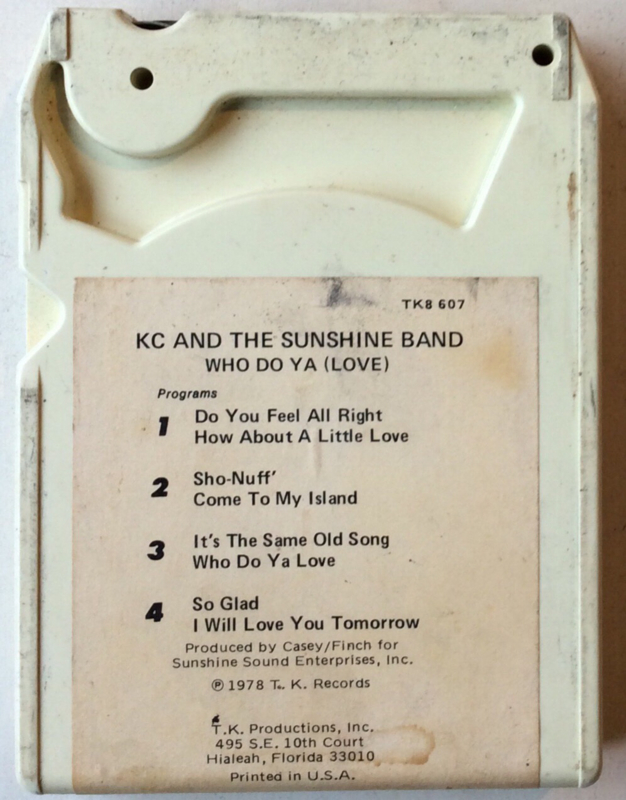 TK8 607
KC AND THE SUNSHINE BAND
WHO DO YA (LOVE)
Programs
1 Do You Feel All Right
How About A Little Love
2 Sho-Nuff'
Come To My Island
3 It's The Same Old Song
Who Do Ya Love
4 So Glad
I Will Love You Tomorrow
Produced by Casey/Finch for
Sunshine Sound Enterprises, Inc.
℗ 1978 T. K. Records
T.K. Productions, Inc.
495 S.E. 10th Court
Hialeah, Florida 33010
Printed in U.S.A.